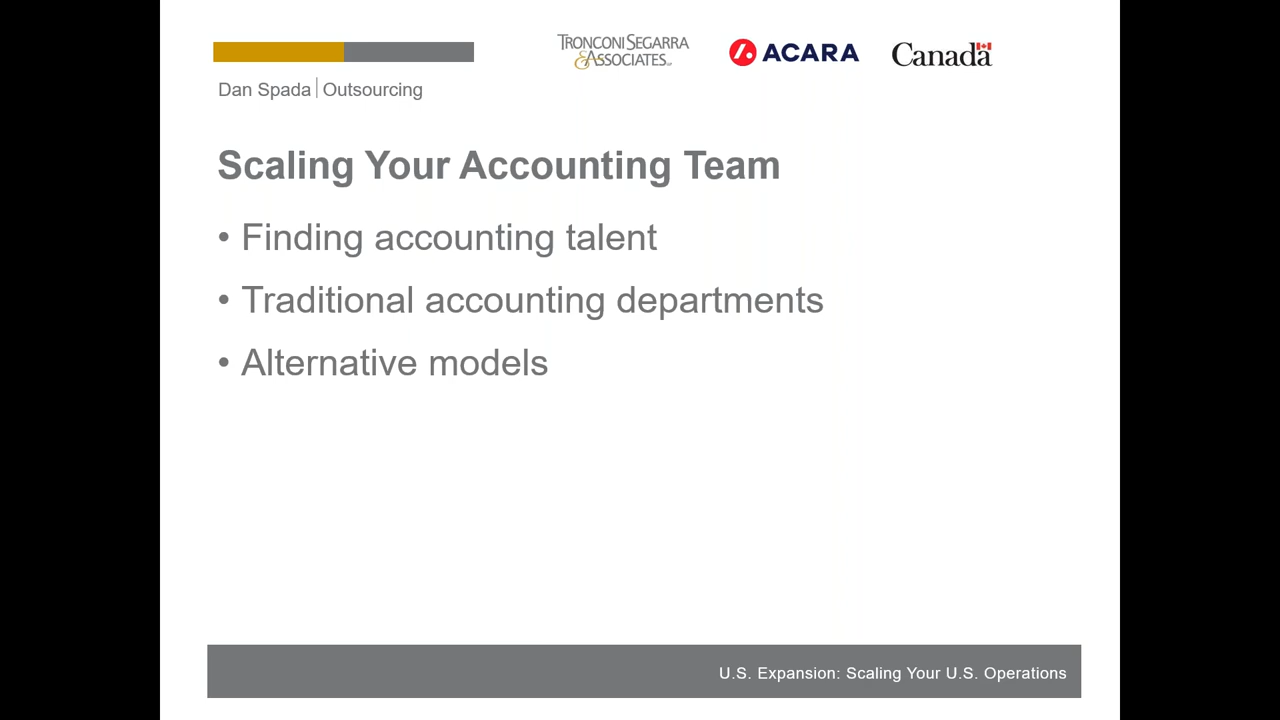 TRONCONI SEGARRA
& ASSOCIATES LLP
ACARA
Canada
Dan Spada | Outsourcing
Scaling Your Accounting Team
• Finding accounting talent
• Traditional accounting departments
• Alternative models
U.S. Expansion: Scaling Your U.S. Operations